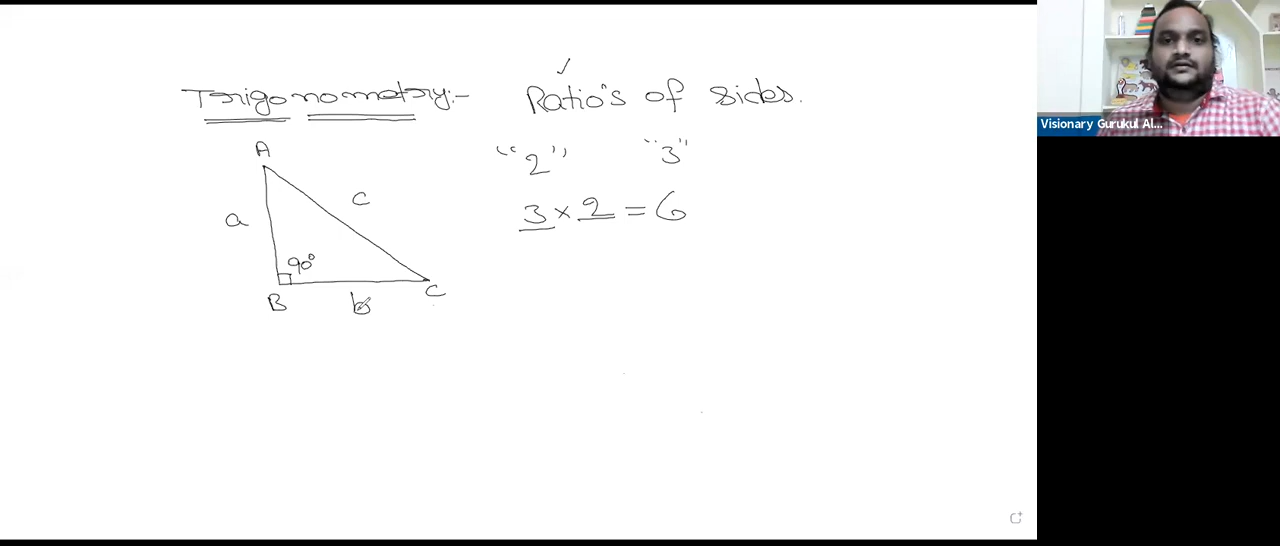 Trigonometry:- Ratio's of sides.
"2" "3"
3 × 2 = 6
A
a
c
90°
B
b
C
Visionary Gurukul Al...